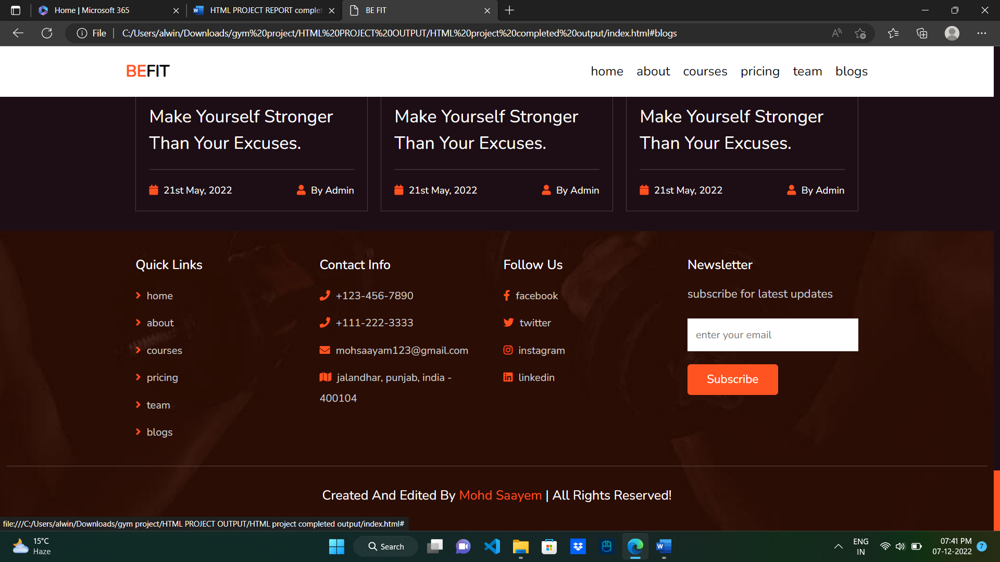 Home | Microsoft 365
HTML PROJECT REPORT complet
BE FIT
File
C:/Users/alwin/Downloads/gym%20project/HTML%20PROJECT%20OUTPUT/HTML%20project%20completed%20output/index.html#blogs
BEFIT
home about courses pricing team blogs
Make Yourself Stronger
Than Your Excuses.
21st May, 2022 By Admin
Make Yourself Stronger
Than Your Excuses.
21st May, 2022 By Admin
Make Yourself Stronger
Than Your Excuses.
21st May, 2022 By Admin
Quick Links
home
about
courses
pricing
team
blogs
Contact Info
+123-456-7890
+111-222-3333
mohsaayam123@gmail.com
jalandhar, punjab, india -
400104
Follow Us
facebook
twitter
instagram
linkedin
Newsletter
subscribe for latest updates
enter your email
Subscribe
Created And Edited By Mohd Saayem | All Rights Reserved!
file:///C:/Users/alwin/Downloads/gym project/HTML PROJECT OUTPUT/HTML project completed output/index.html#
15°C
Haze
Search
ENG
IN
07:41 PM
07-12-2022
7